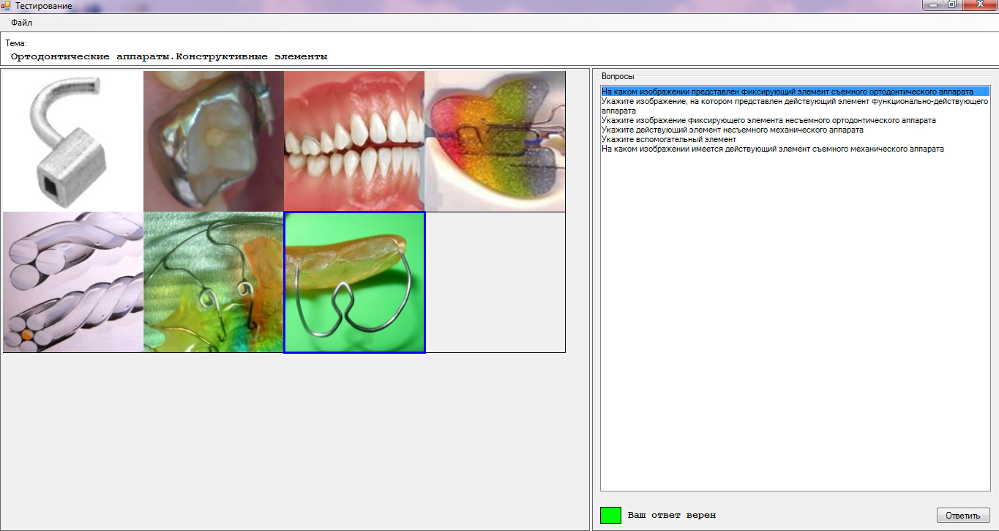 Тестирование
Файл
Тема:
Ортодонтические аппараты.Конструктивные элементы
Вопросы
На каком изображении представлен фиксирующий элемент съемного ортодонтического аппарата
Укажите изображение, на котором представлен действующий элемент функционально-действующего
аппарата
Укажите изображение фиксирующего элемента несъемного ортодонтического аппарата
Укажите действующий элемент несъемного механического аппарата
Укажите вспомогательный элемент
На каком изображении имеется действующий элемент съемного механического аппарата
Ваш ответ верен
Ответить